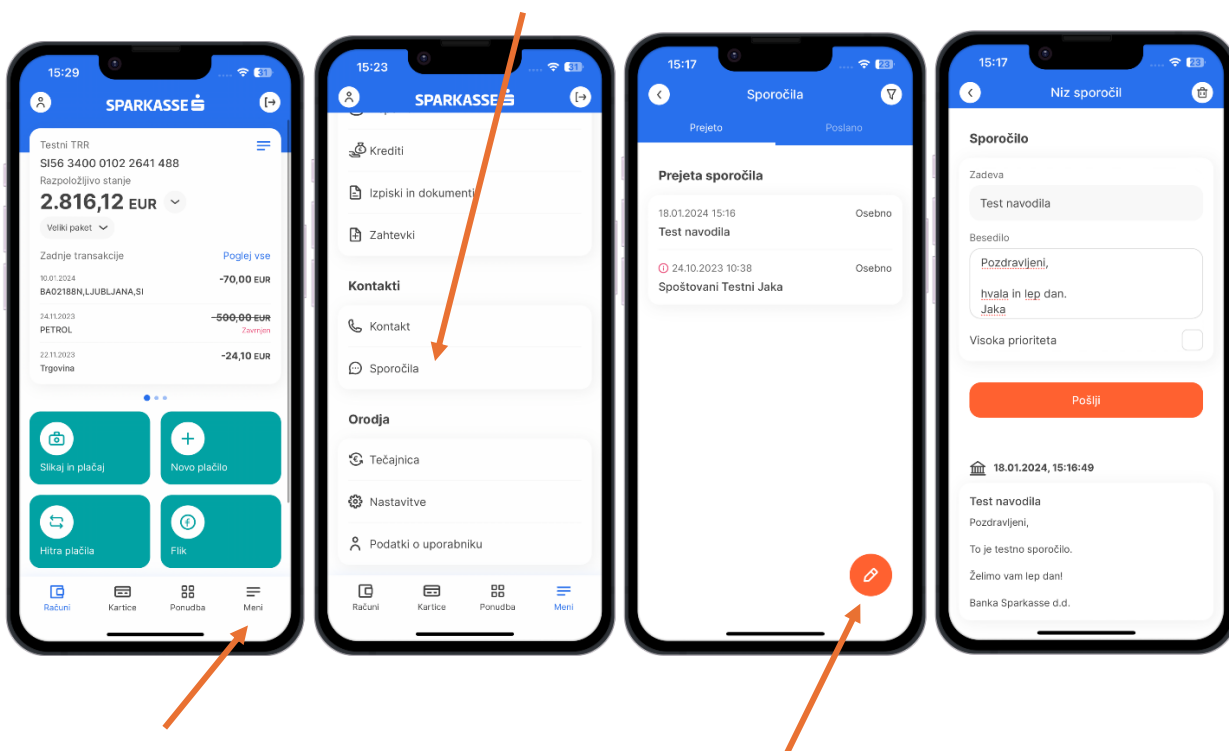 15:29
31
SPARKASSE
Testni TRR
SI56 3400 0102 2641 488
Razpoložljivo stanje
2.816,12 EUR
Veliki paket
Zadnje transakcije Poglej vse
10.01.2024
-70,00 EUR
BA02188N,LJUBLJANA,SI
24.11.2023
-500,00 EUR
PETROL Zavrnjen
22.11.2023
-24,10 EUR
Trgovina
Slikaj in plačaj Novo plačilo
Hitra plačila Flik
Računi Kartice Ponudba Meni
15:23
31
SPARKASSE
Krediti
Izpiski in dokumenti
Zahtevki
Kontakti
Kontakt
Sporočila
Orodja
Tečajnica
Nastavitve
Podatki o uporabniku
Računi Kartice Ponudba Meni
15:17
23
Sporočila
Prejeto Poslano
Prejeta sporočila
18.01.2024 15:16 Osebno
Test navodila
24.10.2023 10:38 Osebno
Spoštovani Testni Jaka
15:17
23
Niz sporočil
Sporočilo
Zadeva
Test navodila
Besedilo
Pozdravljeni,
hvala in lep dan.
Jaka
Visoka prioriteta
Pošlji
18.01.2024, 15:16:49
Test navodila
Pozdravljeni,
To je testno sporočilo.
Želimo vam lep dan!
Banka Sparkasse d.d.